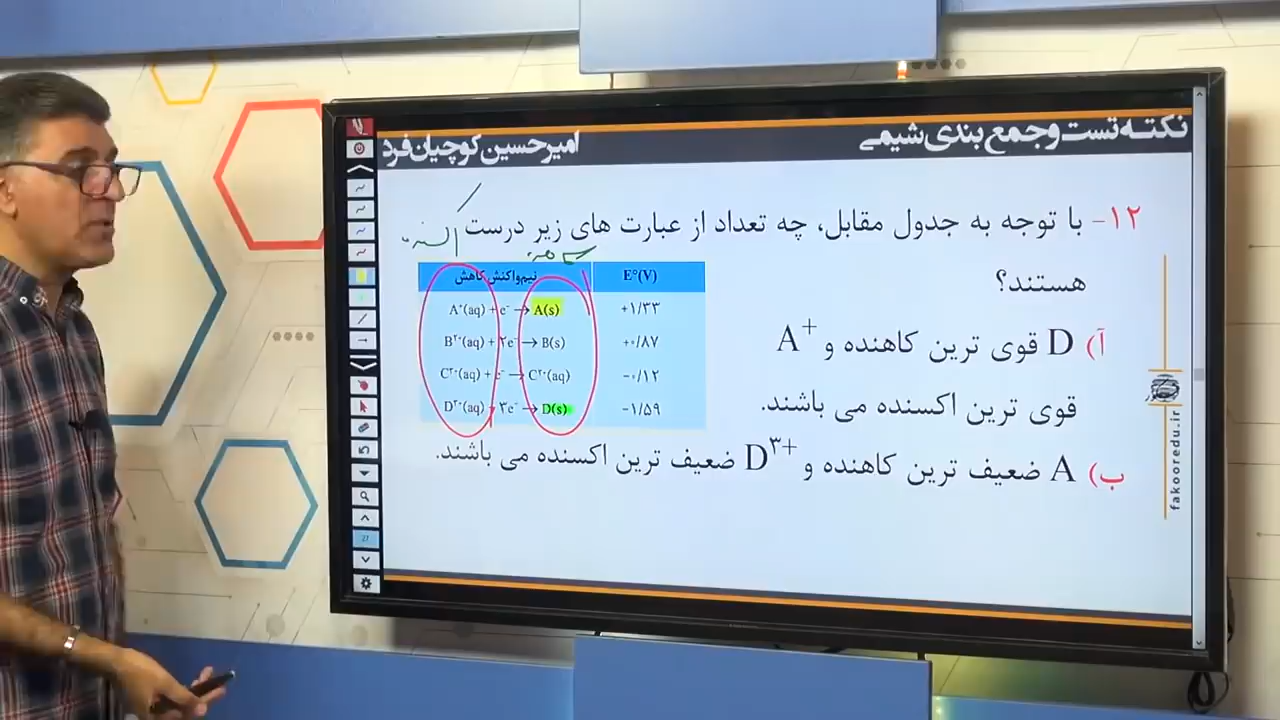 نکته تست و جمع بندی شیمی
امیرحسین کوچیان فرد
۱۲- با توجه به جدول مقابل، چه تعداد از عبارت های زیر درست
هستند؟
نیم‌واکنش کاهش E°(V)
A⁺(aq) + e⁻ → A(s) +۱/۳۳
B²⁺(aq) + ۲e⁻ → B(s) +۰/۸۷
C³⁺(aq) + e⁻ → C²⁺(aq) -۰/۱۲
D³⁺(aq) + ۳e⁻ → D(s) -۱/۵۹
آ) D قوی ترین کاهنده و A⁺
قوی ترین اکسنده می باشند.
ب) A ضعیف ترین کاهنده و D³⁺ ضعیف ترین اکسنده می باشند.
fakooredu.ir
27